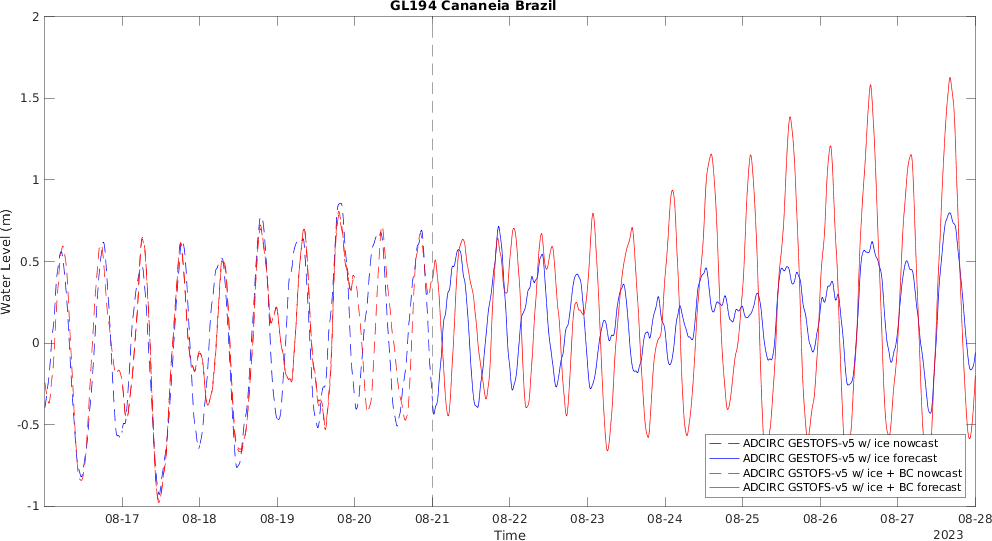 GL194 Cananeia Brazil
2
1.5
1
0.5
0
-0.5
-1
Water Level (m)
08-17
08-18
08-19
08-20
08-21
08-22
08-23
08-24
08-25
08-26
08-27
08-28
Time
2023
ADCIRC GESTOFS-v5 w/ ice nowcast
ADCIRC GESTOFS-v5 w/ ice forecast
ADCIRC GSTOFS-v5 w/ ice + BC nowcast
ADCIRC GSTOFS-v5 w/ ice + BC forecast